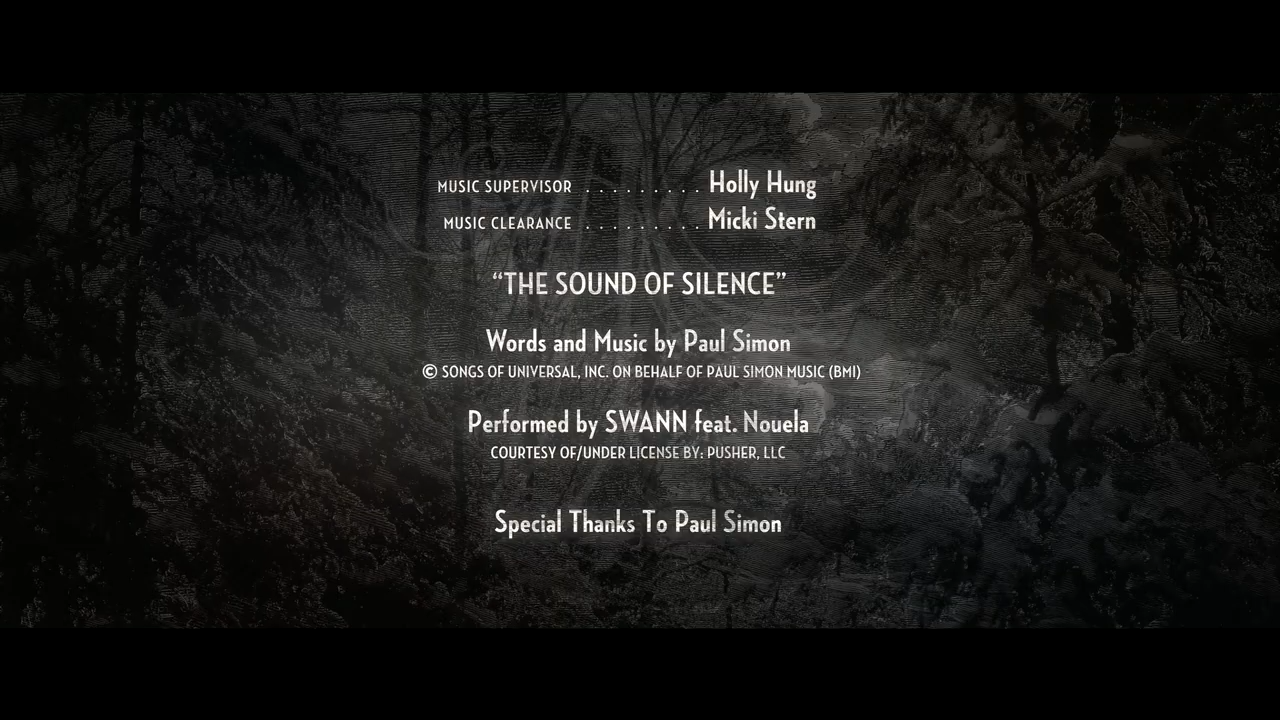 MUSIC SUPERVISOR . . . . . . . . . Holly Hung
MUSIC CLEARANCE . . . . . . . . . Micki Stern
“THE SOUND OF SILENCE”
Words and Music by Paul Simon
© SONGS OF UNIVERSAL, INC. ON BEHALF OF PAUL SIMON MUSIC (BMI)
Performed by SWANN feat. Nouela
COURTESY OF/UNDER LICENSE BY: PUSHER, LLC
Special Thanks To Paul Simon